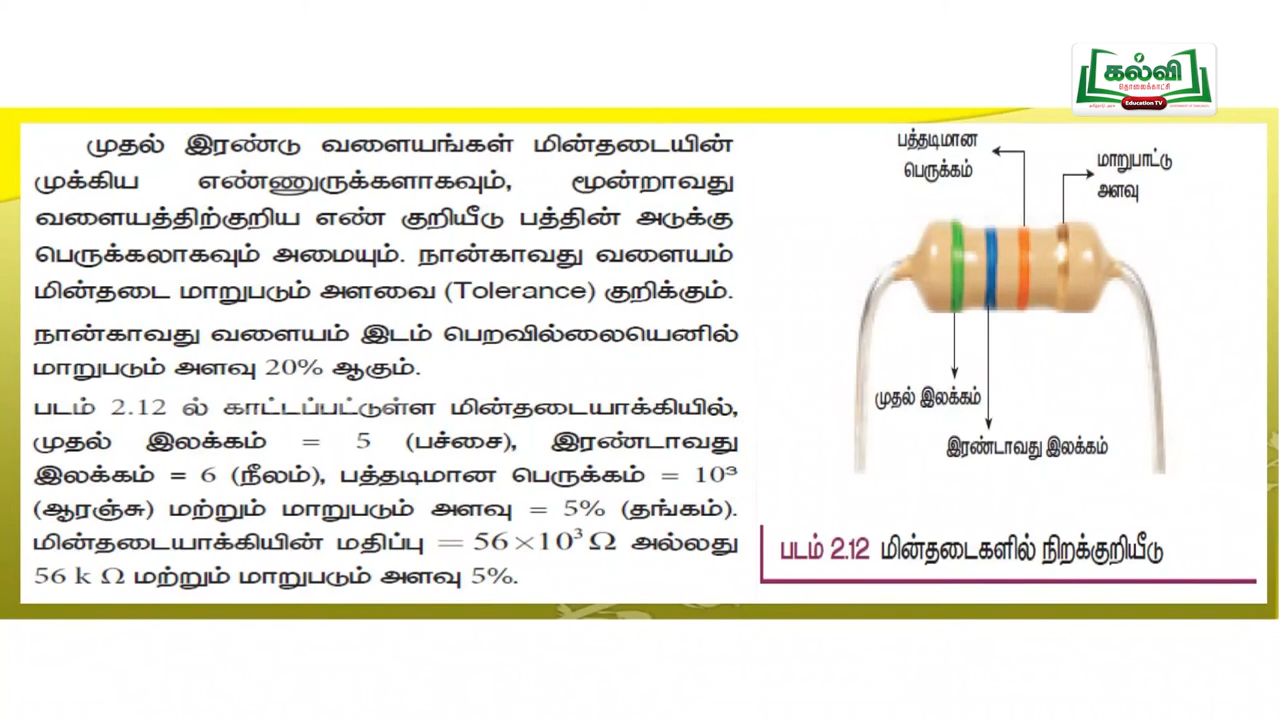 கல்வி
தொலைக்காட்சி
Education TV
முதல் இரண்டு வளையங்கள் மின்தடையின்
முக்கிய எண்ணுருக்களாகவும், மூன்றாவது
வளையத்திற்குறிய எண் குறியீடு பத்தின் அடுக்கு
பெருக்கலாகவும் அமையும். நான்காவது வளையம்
மின்தடை மாறுபடும் அளவை (Tolerance) குறிக்கும்.
நான்காவது வளையம் இடம் பெறவில்லையெனில்
மாறுபடும் அளவு 20% ஆகும்.
படம் 2.12 ல் காட்டப்பட்டுள்ள மின்தடையாக்கியில்,
முதல் இலக்கம் = 5 (பச்சை), இரண்டாவது
இலக்கம் = 6 (நீலம்), பத்தடிமான பெருக்கம் = 10³
(ஆரஞ்சு) மற்றும் மாறுபடும் அளவு = 5% (தங்கம்).
மின்தடையாக்கியின் மதிப்பு = 56×10³ Ω அல்லது
56 k Ω மற்றும் மாறுபடும் அளவு 5%.
பத்தடிமான
பெருக்கம்
மாறுபாட்டு
அளவு
முதல் இலக்கம்
இரண்டாவது இலக்கம்
படம் 2.12 மின்தடைகளில் நிறக்குறியீடு